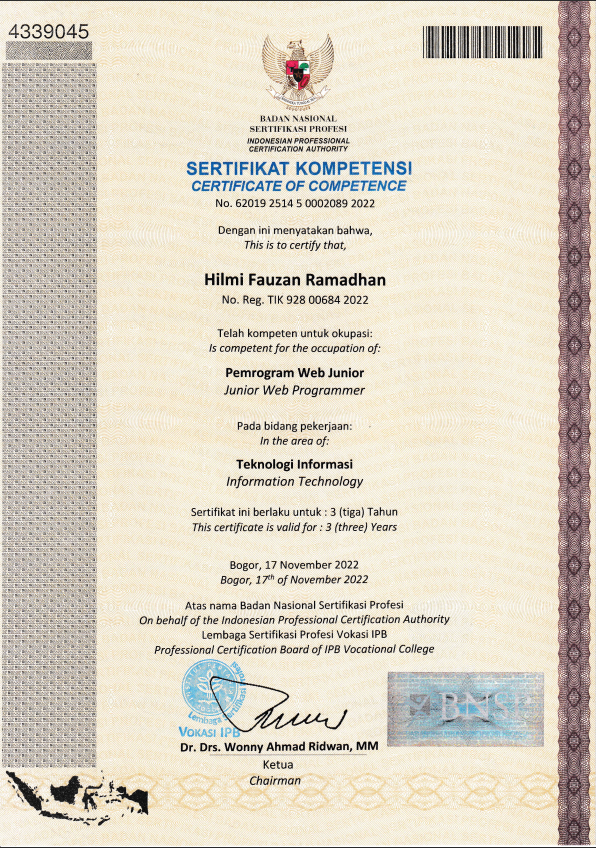 4339045
BADAN NASIONAL
SERTIFIKASI PROFESI
INDONESIAN PROFESSIONAL
CERTIFICATION AUTHORITY
SERTIFIKAT KOMPETENSI
CERTIFICATE OF COMPETENCE
No. 62019 2514 5 0002089 2022
Dengan ini menyatakan bahwa,
This is to certify that,
Hilmi Fauzan Ramadhan
No. Reg. TIK 928 00684 2022
Telah kompeten untuk okupasi:
Is competent for the occupation of:
Pemrogram Web Junior
Junior Web Programmer
Pada bidang pekerjaan:
In the area of:
Teknologi Informasi
Information Technology
Sertifikat ini berlaku untuk : 3 (tiga) Tahun
This certificate is valid for : 3 (three) Years
Bogor, 17 November 2022
Bogor, 17th of November 2022
Atas nama Badan Nasional Sertifikasi Profesi
On behalf of the Indonesian Professional Certification Authority
Lembaga Sertifikasi Profesi Vokasi IPB
Professional Certification Board of IPB Vocational College
Lembaga Sertifikasi
VOKASI IPB
BNSP
Dr. Drs. Wonny Ahmad Ridwan, MM
Ketua
Chairman